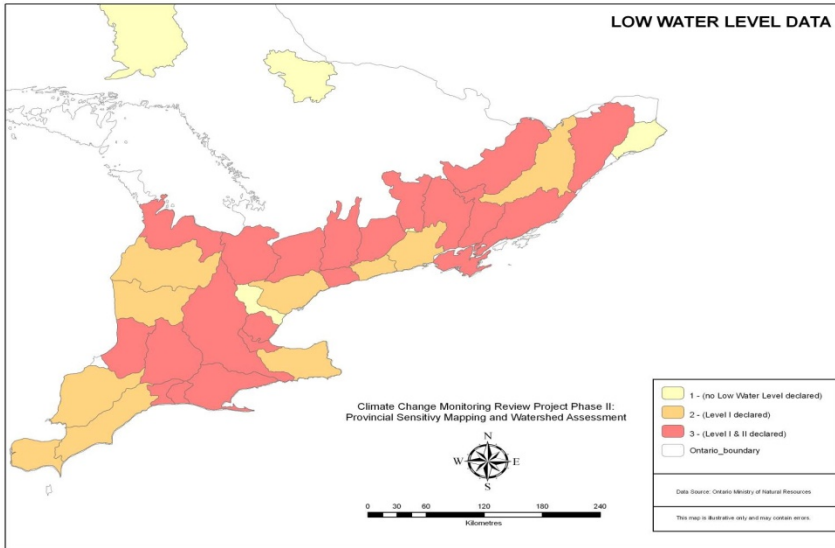 LOW WATER LEVEL DATA
Climate Change Monitoring Review Project Phase II:
Provincial Sensitivy Mapping and Watershed Assessment
N
W E
S
0 15 30 60 120 180 240
Kilometres
1 - (no Low Water Level declared)
2 - (Level I declared)
3 - (Level I & II declared)
Ontario_boundary
Data Source: Ontario Ministry of Natural Resources
This map is illustrative only and may contain errors.